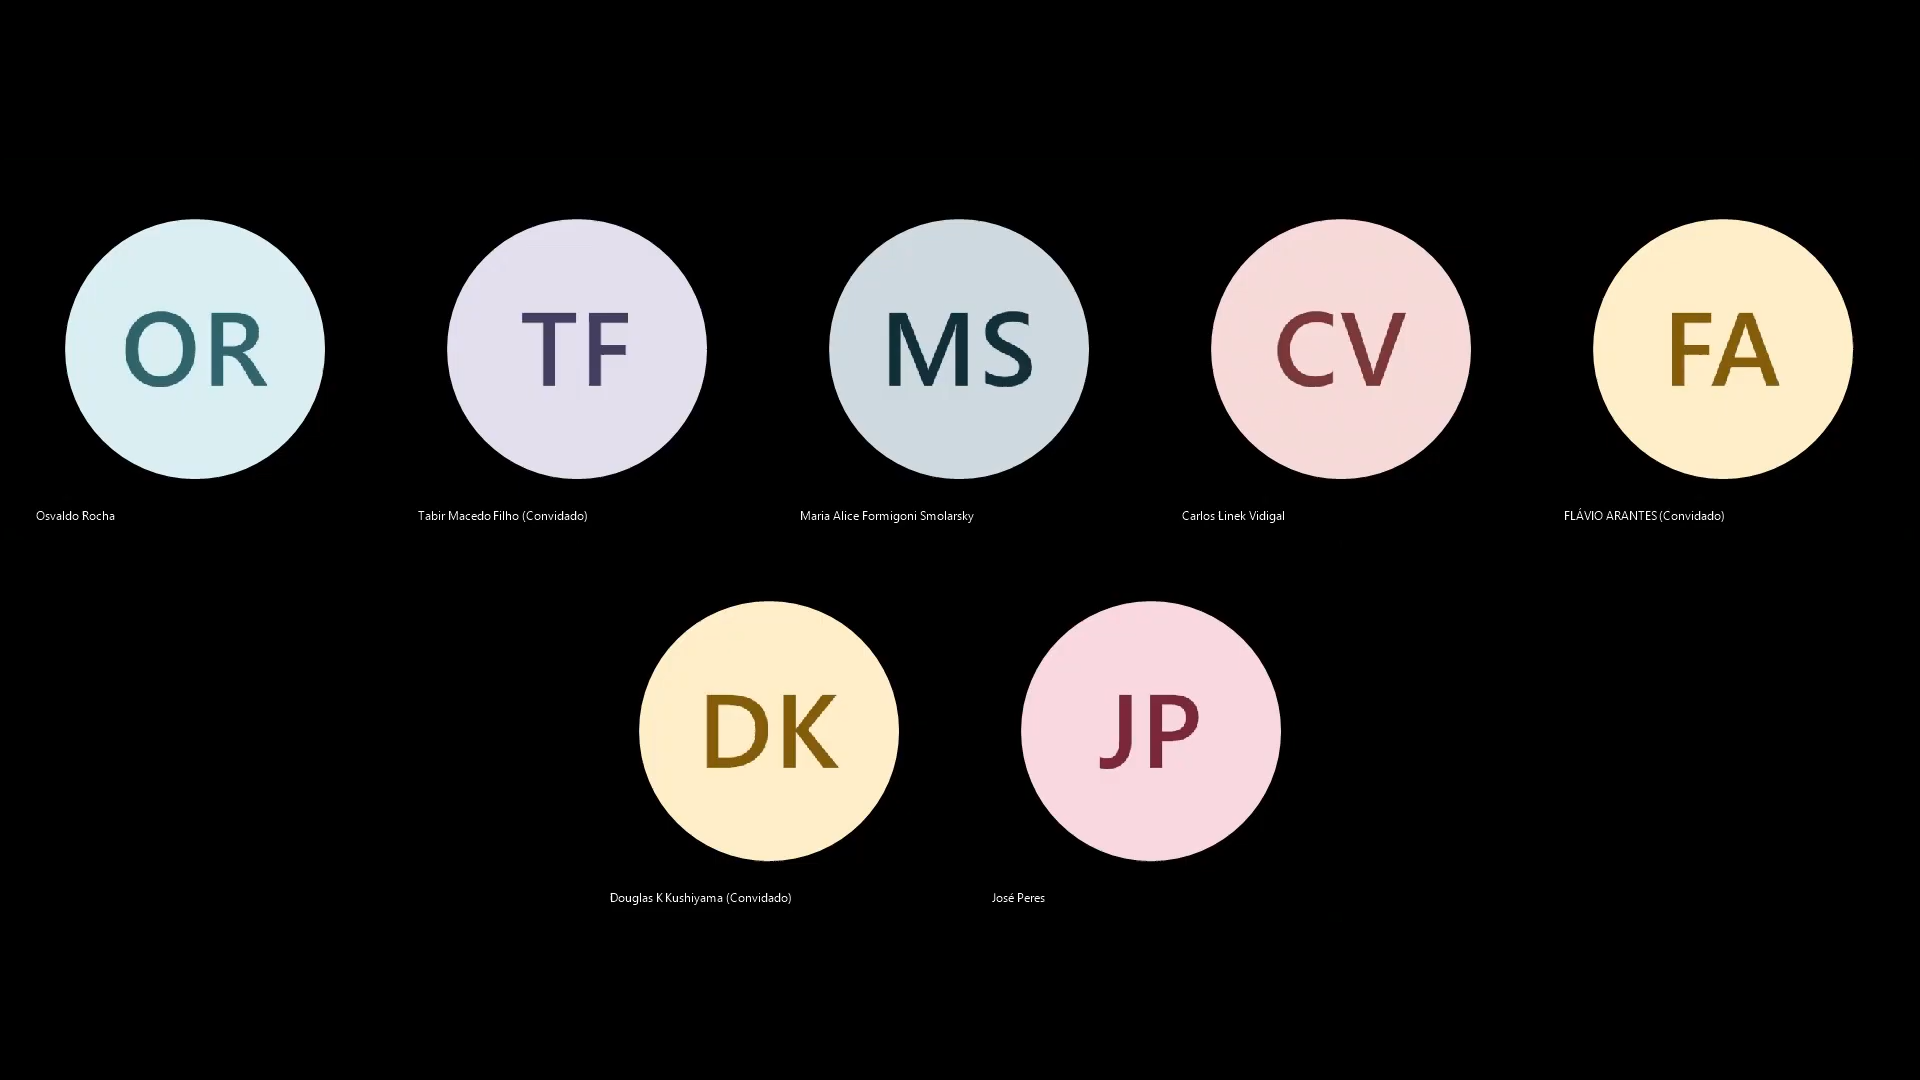 OR
TF
MS
CV
FA
Osvaldo Rocha
Tabir Macedo Filho (Convidado)
Maria Alice Formigoni Smolarsky
Carlos Linek Vidigal
FLÁVIO ARANTES (Convidado)
DK
JP
Douglas K Kushiyama (Convidado)
José Peres